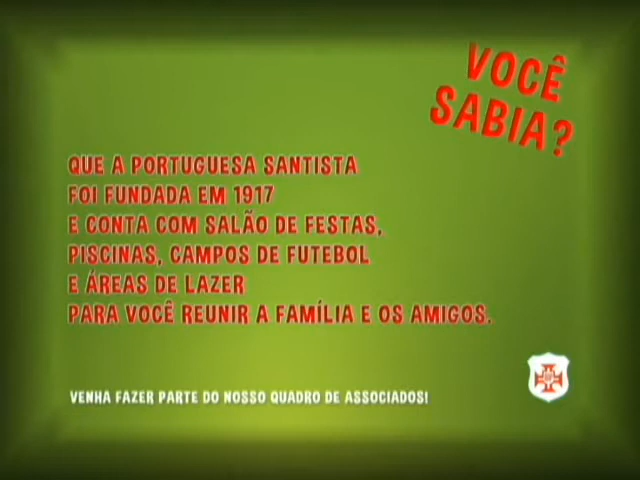 VOCÊ
SABIA?
QUE A PORTUGUESA SANTISTA
FOI FUNDADA EM 1917
E CONTA COM SALÃO DE FESTAS,
PISCINAS, CAMPOS DE FUTEBOL
E ÁREAS DE LAZER
PARA VOCÊ REUNIR A FAMÍLIA E OS AMIGOS.
VENHA FAZER PARTE DO NOSSO QUADRO DE ASSOCIADOS!